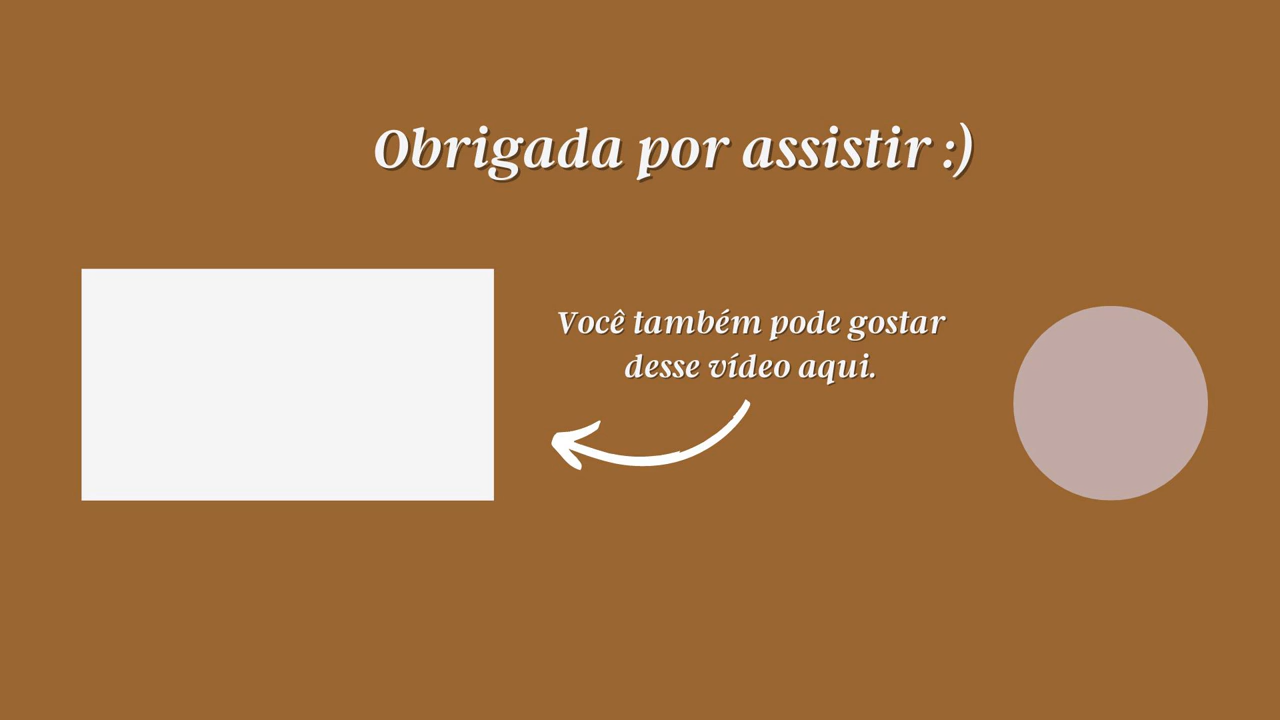 Obrigada por assistir :)
Você também pode gostar
desse vídeo aqui.